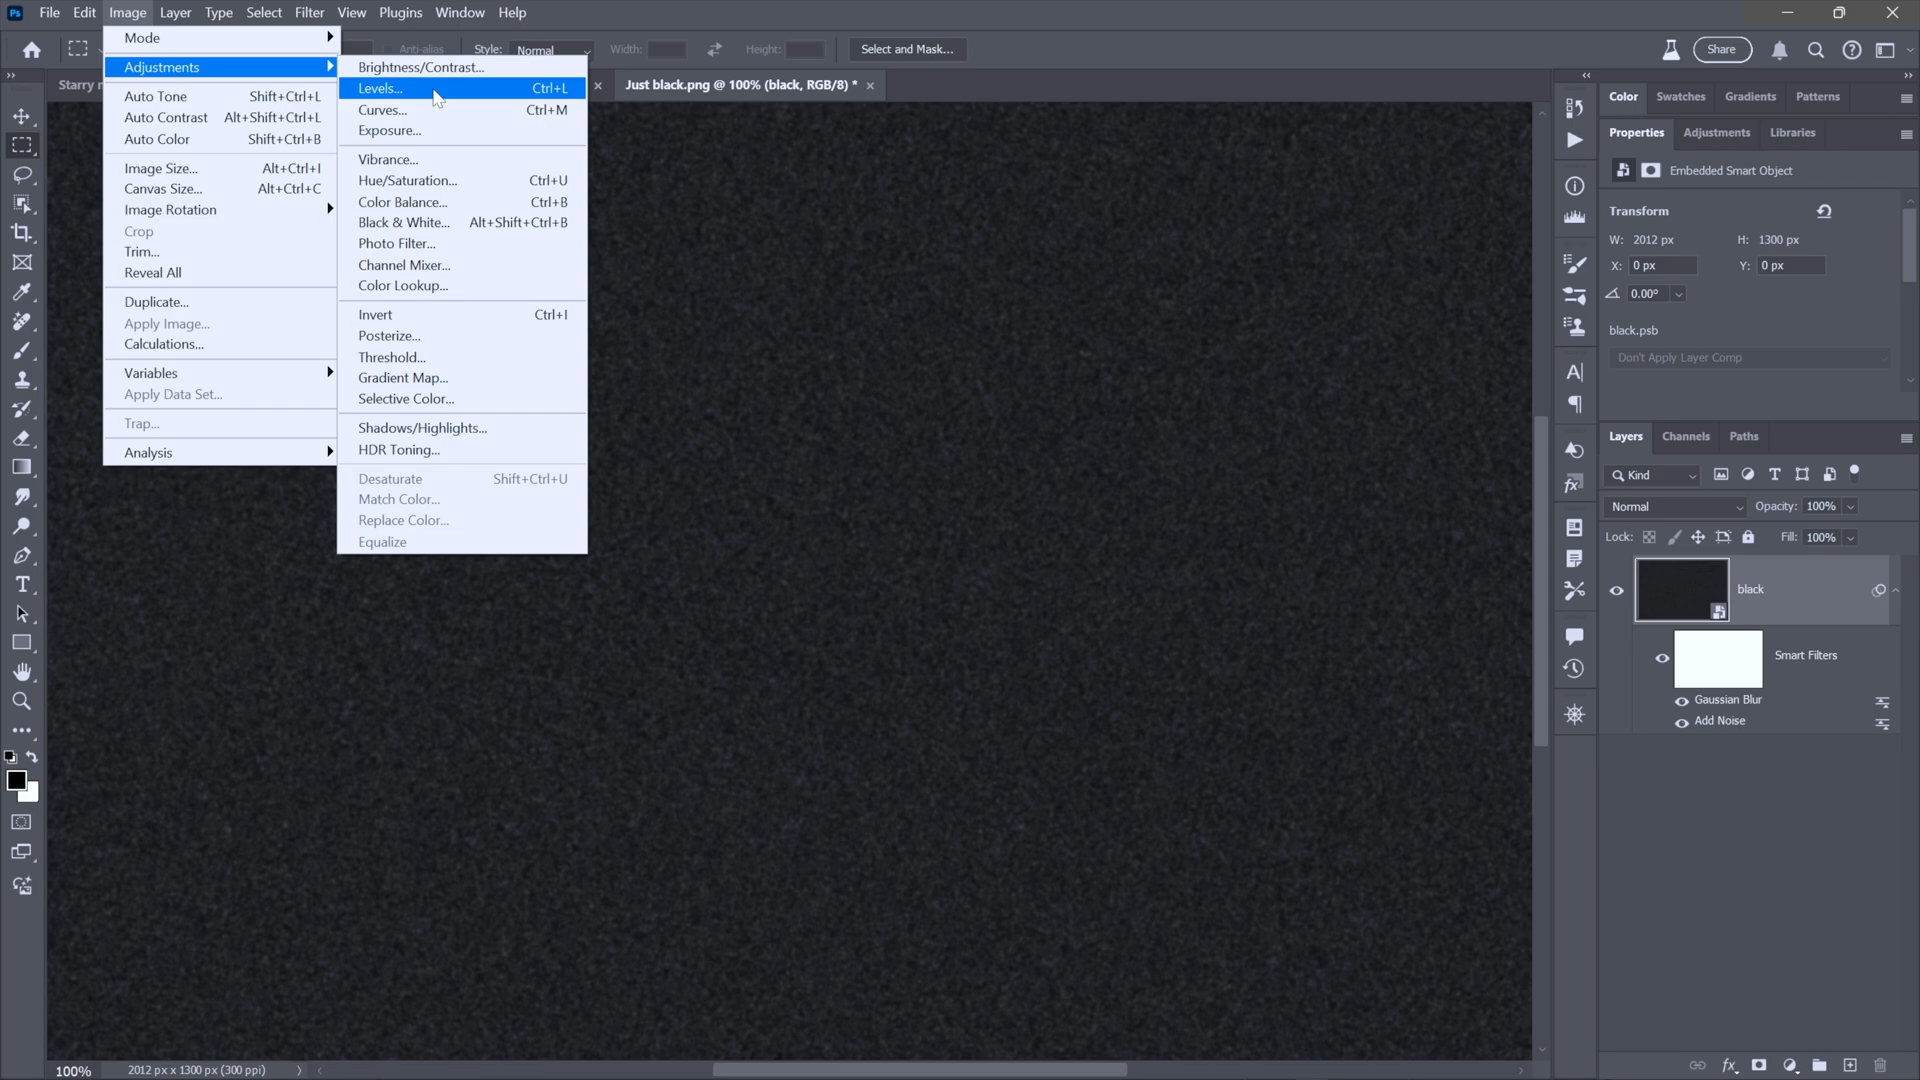 Ps File Edit Image Layer Type Select Filter View Plugins Window Help
Anti-alias Style: Normal Width: Height: Select and Mask... Share
Starry Just black.png @ 100% (black, RGB/8) *
Mode
Adjustments
Auto Tone Shift+Ctrl+L
Auto Contrast Alt+Shift+Ctrl+L
Auto Color Shift+Ctrl+B
Image Size... Alt+Ctrl+I
Canvas Size... Alt+Ctrl+C
Image Rotation
Crop
Trim...
Reveal All
Duplicate...
Apply Image...
Calculations...
Variables
Apply Data Set...
Trap...
Analysis
Brightness/Contrast...
Levels... Ctrl+L
Curves... Ctrl+M
Exposure...
Vibrance...
Hue/Saturation... Ctrl+U
Color Balance... Ctrl+B
Black & White... Alt+Shift+Ctrl+B
Photo Filter...
Channel Mixer...
Color Lookup...
Invert Ctrl+I
Posterize...
Threshold...
Gradient Map...
Selective Color...
Shadows/Highlights...
HDR Toning...
Desaturate Shift+Ctrl+U
Match Color...
Replace Color...
Equalize
Color Swatches Gradients Patterns
Properties Adjustments Libraries
Embedded Smart Object
Transform
W: 2012 px H: 1300 px
X: 0 px Y: 0 px
0.00°
black.psb
Don't Apply Layer Comp
Layers Channels Paths
Kind
Normal Opacity: 100%
Lock: Fill: 100%
black
Smart Filters
Gaussian Blur
Add Noise
100% 2012 px x 1300 px (300 ppi)